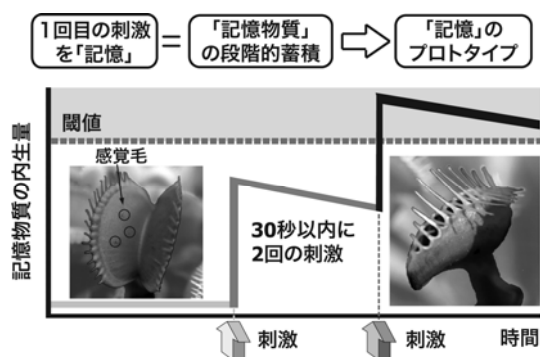 1回目の刺激
を「記憶」
=
「記憶物質」
の段階的蓄積
「記憶」の
プロトタイプ
記憶物質の内生量
閾値
感覚毛
30秒以内に
2回の刺激
刺激
刺激
時間